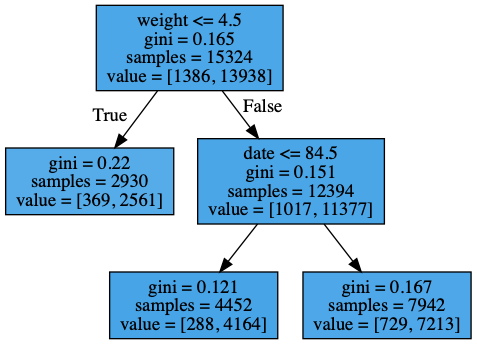 weight <= 4.5
gini = 0.165
samples = 15324
value = [1386, 13938]
True
False
gini = 0.22
samples = 2930
value = [369, 2561]
date <= 84.5
gini = 0.151
samples = 12394
value = [1017, 11377]
gini = 0.121
samples = 4452
value = [288, 4164]
gini = 0.167
samples = 7942
value = [729, 7213]